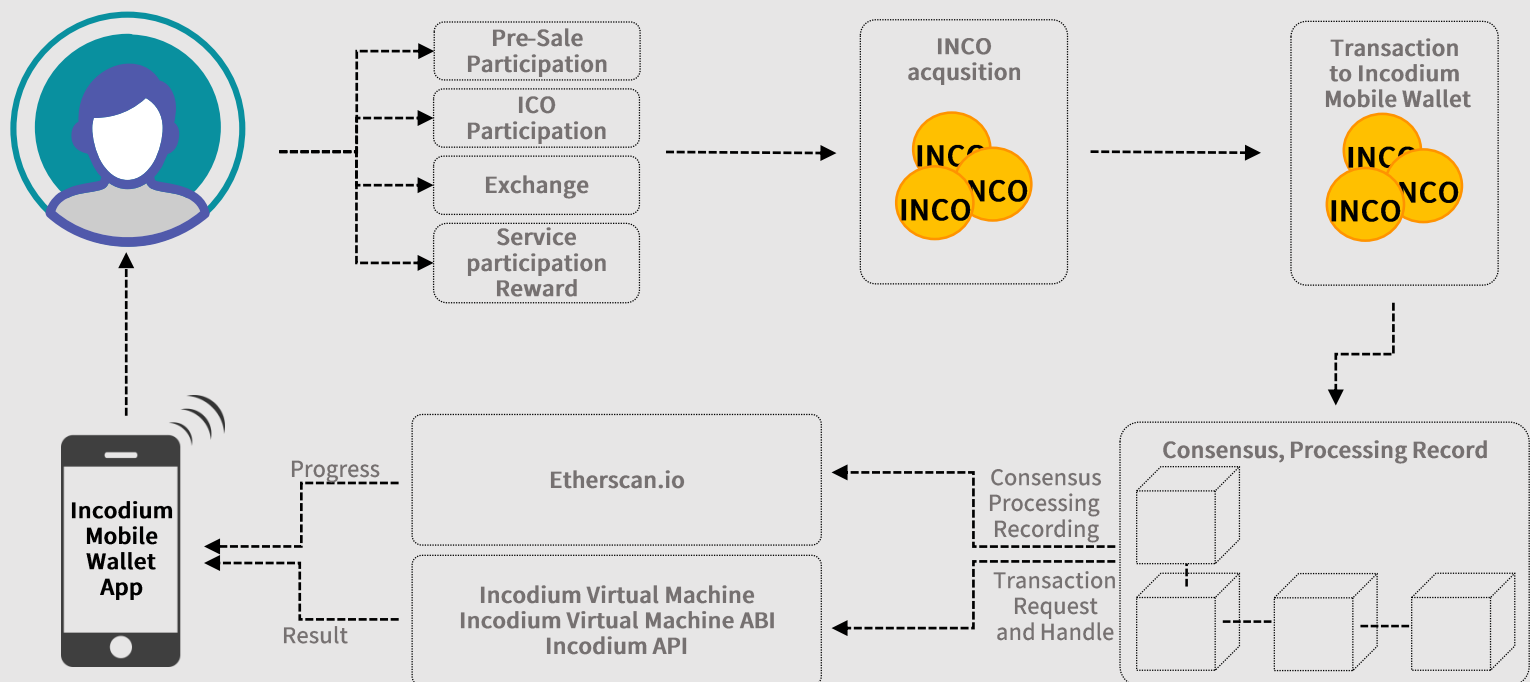 Pre-Sale
Participation
ICO
Participation
Exchange
Service
participation
Reward
INCO
acqusition
INCO
INCO
INCO
Transaction
to Incodium
Mobile Wallet
INCO
INCO
INCO
Consensus, Processing Record
Consensus
Processing
Recording
Transaction
Request
and Handle
Etherscan.io
Incodium Virtual Machine
Incodium Virtual Machine ABI
Incodium API
Progress
Result
Incodium
Mobile
Wallet
App